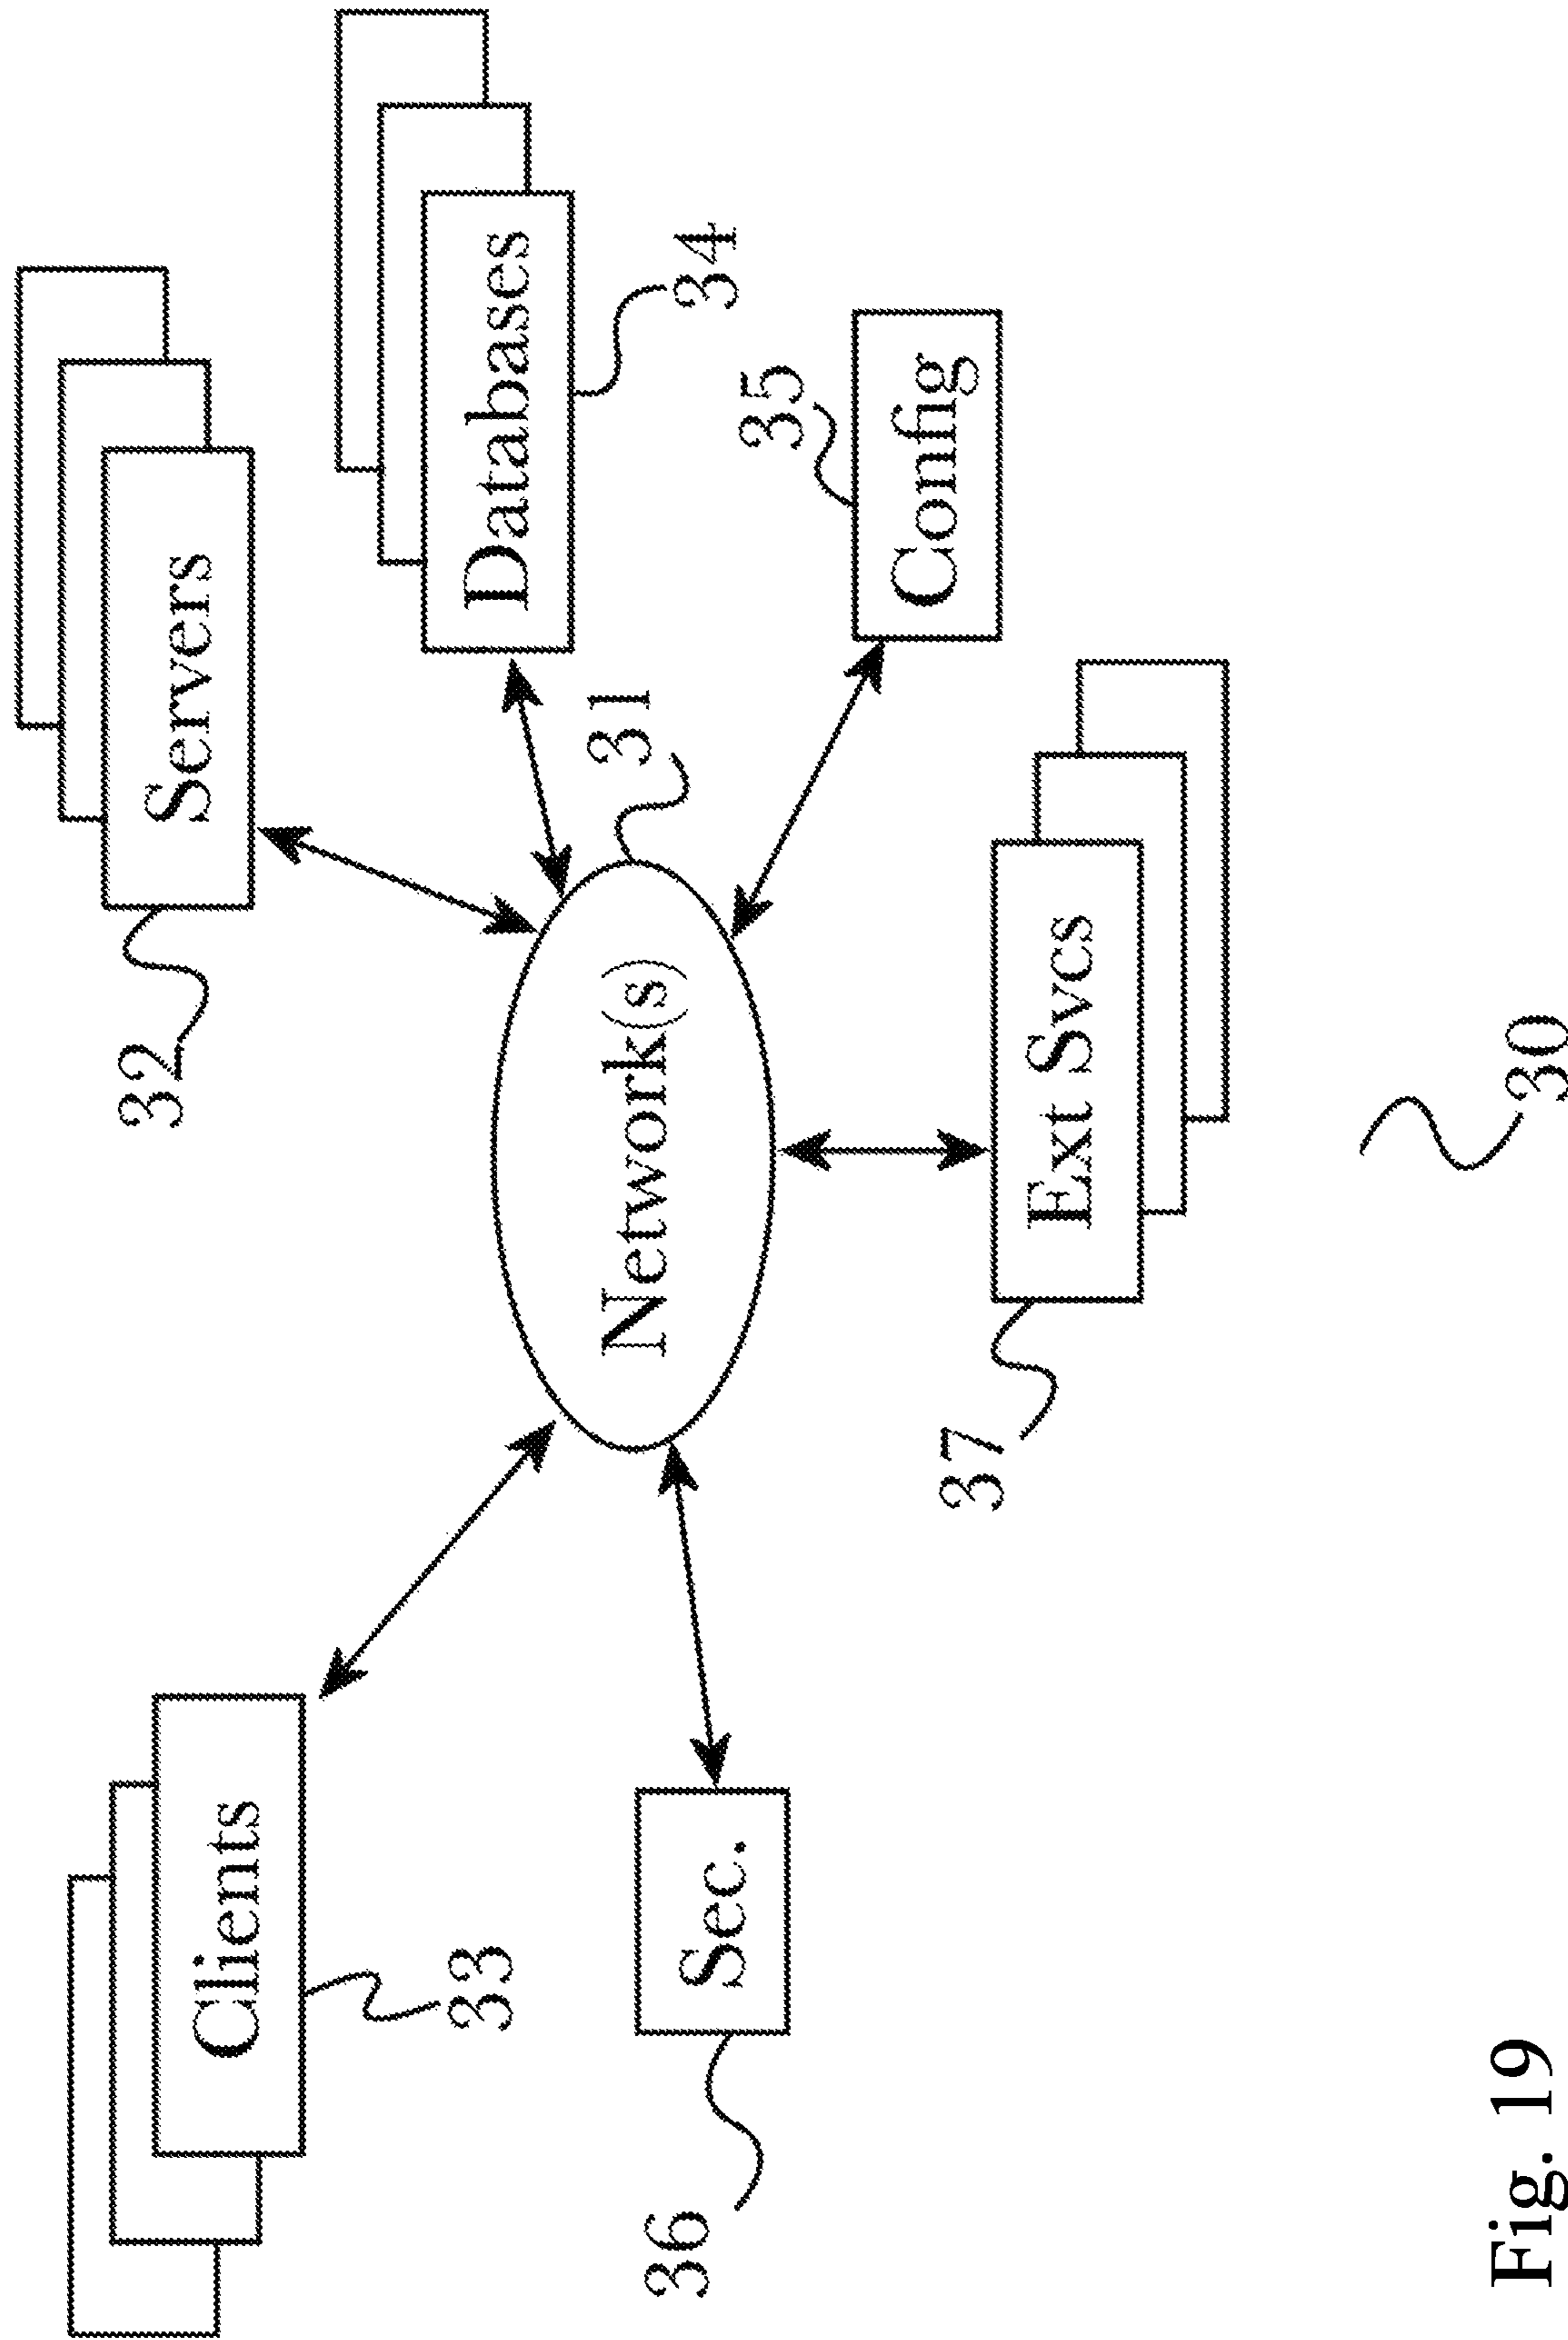 Clients
33
Servers
32
Databases
34
Network(s)
31
Sec.
36
Config
35
Ext Svcs
37
30
Fig. 19